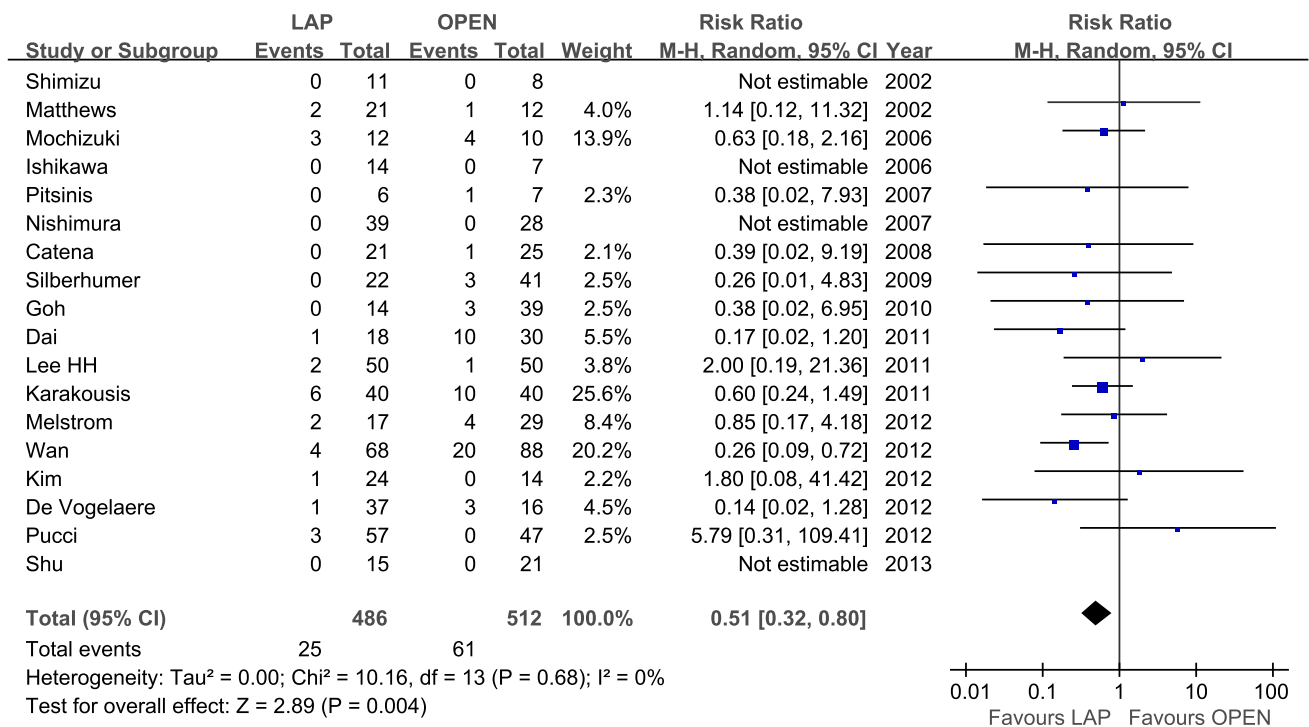 LAP OPEN Risk Ratio Risk Ratio
Study or Subgroup Events Total Events Total Weight M-H, Random, 95% CI Year M-H, Random, 95% CI
Shimizu 0 11 0 8 Not estimable 2002
Matthews 2 21 1 12 4.0% 1.14 [0.12, 11.32] 2002
Mochizuki 3 12 4 10 13.9% 0.63 [0.18, 2.16] 2006
Ishikawa 0 14 0 7 Not estimable 2006
Pitsinis 0 6 1 7 2.3% 0.38 [0.02, 7.93] 2007
Nishimura 0 39 0 28 Not estimable 2007
Catena 0 21 1 25 2.1% 0.39 [0.02, 9.19] 2008
Silberhumer 0 22 3 41 2.5% 0.26 [0.01, 4.83] 2009
Goh 0 14 3 39 2.5% 0.38 [0.02, 6.95] 2010
Dai 1 18 10 30 5.5% 0.17 [0.02, 1.20] 2011
Lee HH 2 50 1 50 3.8% 2.00 [0.19, 21.36] 2011
Karakousis 6 40 10 40 25.6% 0.60 [0.24, 1.49] 2011
Melstrom 2 17 4 29 8.4% 0.85 [0.17, 4.18] 2012
Wan 4 68 20 88 20.2% 0.26 [0.09, 0.72] 2012
Kim 1 24 0 14 2.2% 1.80 [0.08, 41.42] 2012
De Vogelaere 1 37 3 16 4.5% 0.14 [0.02, 1.28] 2012
Pucci 3 57 0 47 2.5% 5.79 [0.31, 109.41] 2012
Shu 0 15 0 21 Not estimable 2013
Total (95% CI) 486 512 100.0% 0.51 [0.32, 0.80]
Total events 25 61
Heterogeneity: Tau² = 0.00; Chi² = 10.16, df = 13 (P = 0.68); I² = 0%
Test for overall effect: Z = 2.89 (P = 0.004)
0.01 0.1 1 10 100
Favours LAP Favours OPEN